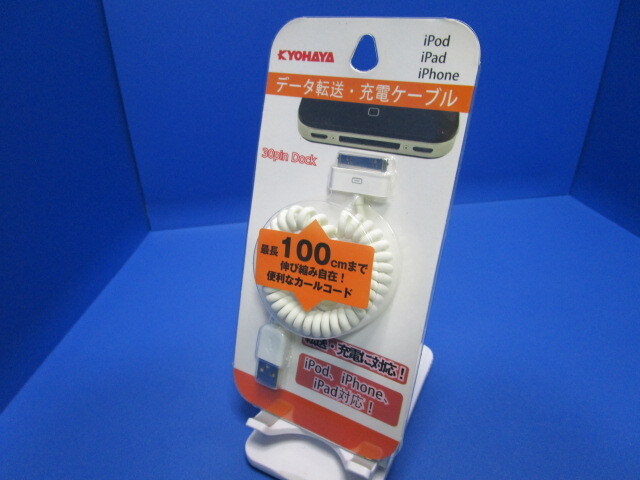 KYOHAYA
iPod
iPad
iPhone
データ転送・充電ケーブル
30pin Dock
最長100cmまで
伸び縮み自在！
便利なカールコード
転送・充電に対応！
iPod、iPhone、
iPad対応！